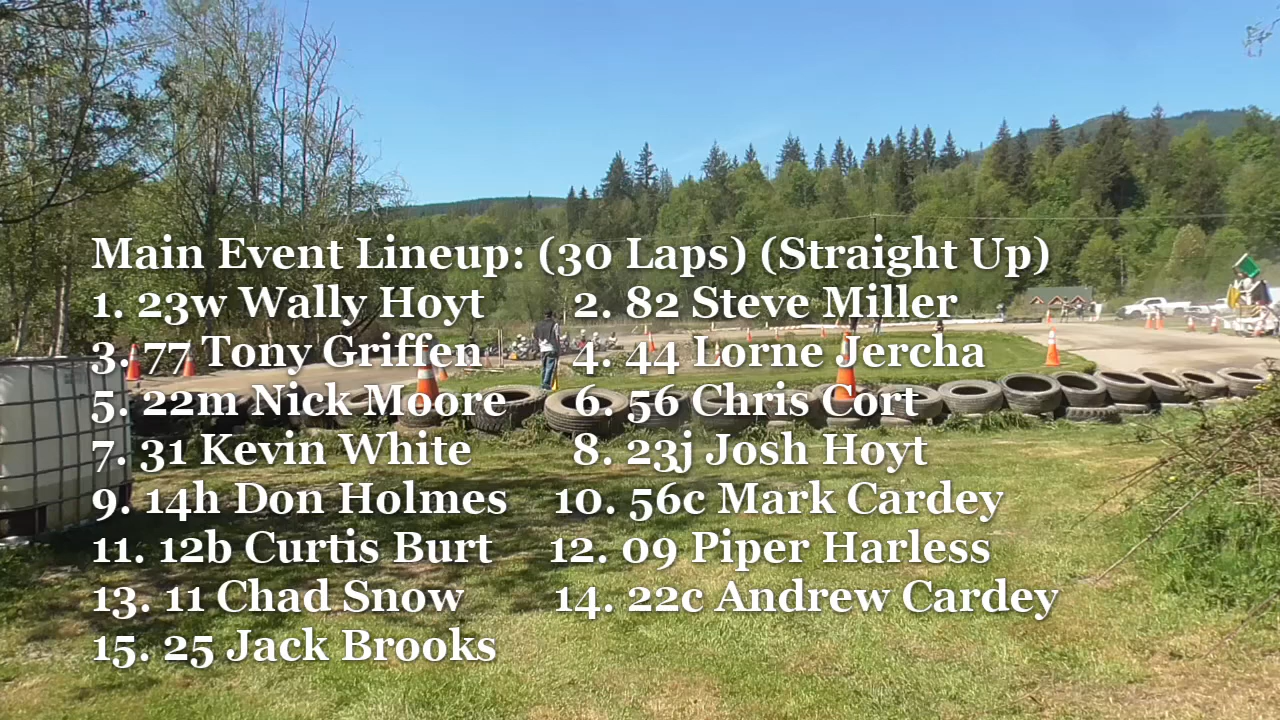 Main Event Lineup: (30 Laps) (Straight Up)
1. 23w Wally Hoyt 2. 82 Steve Miller
3. 77 Tony Griffen 4. 44 Lorne Jercha
5. 22m Nick Moore 6. 56 Chris Cort
7. 31 Kevin White 8. 23j Josh Hoyt
9. 14h Don Holmes 10. 56c Mark Cardey
11. 12b Curtis Burt 12. 09 Piper Harless
13. 11 Chad Snow 14. 22c Andrew Cardey
15. 25 Jack Brooks